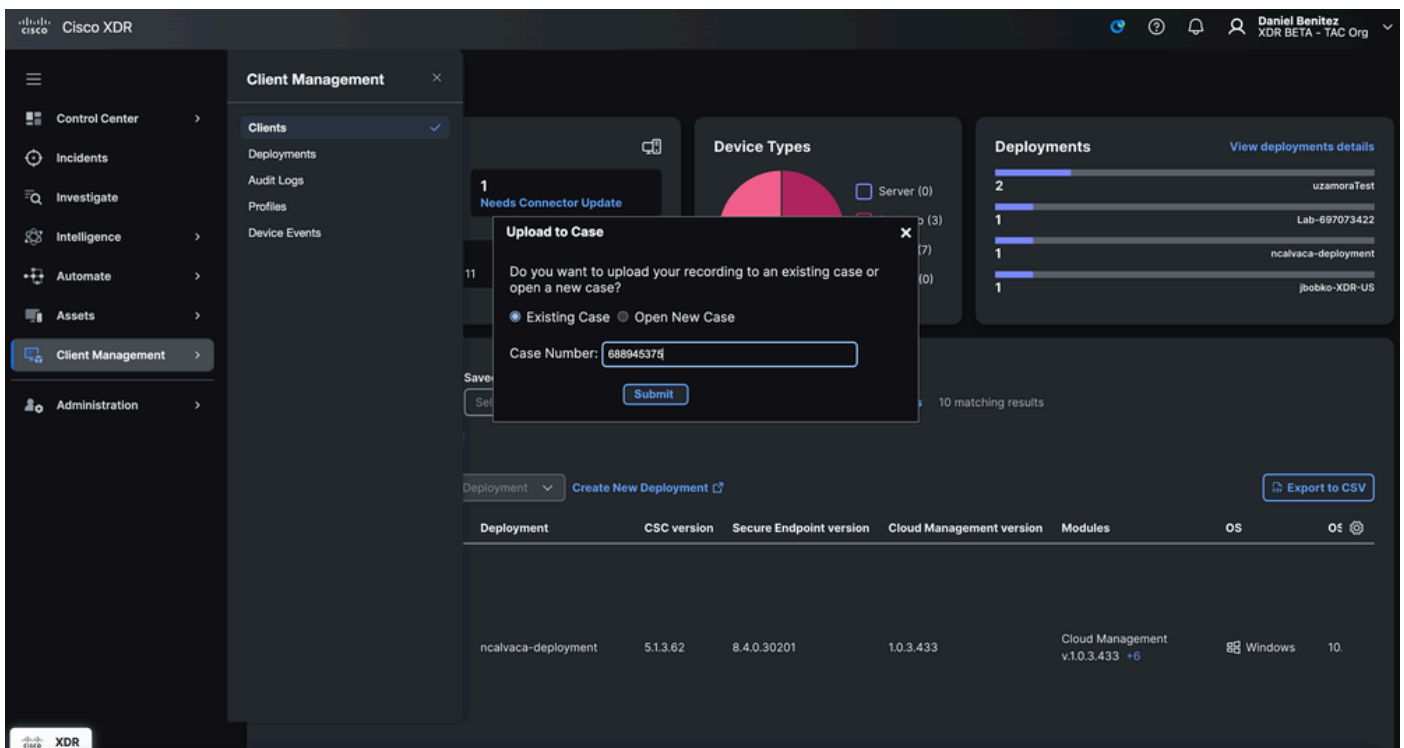 cisco Cisco XDR
Daniel Benitez
XDR BETA - TAC Org
Control Center
Incidents
Investigate
Intelligence
Automate
Assets
Client Management
Administration
Client Management
Clients
Deployments
Audit Logs
Profiles
Device Events
1
Needs Connector Update
11
Device Types
Server (0)
(3)
(7)
(0)
Deployments View deployments details
2 uzamoraTest
1 Lab-697073422
1 ncalvaca-deployment
1 jbobko-XDR-US
Upload to Case
Do you want to upload your recording to an existing case or
open a new case?
Existing Case Open New Case
Case Number: 688945375
Submit
10 matching results
Deployment Create New Deployment Export to CSV
Deployment CSC version Secure Endpoint version Cloud Management version Modules OS
ncalvaca-deployment 5.1.3.62 8.4.0.30201 1.0.3.433 Cloud Management Windows 10.
v.1.0.3.433 +6
cisco XDR